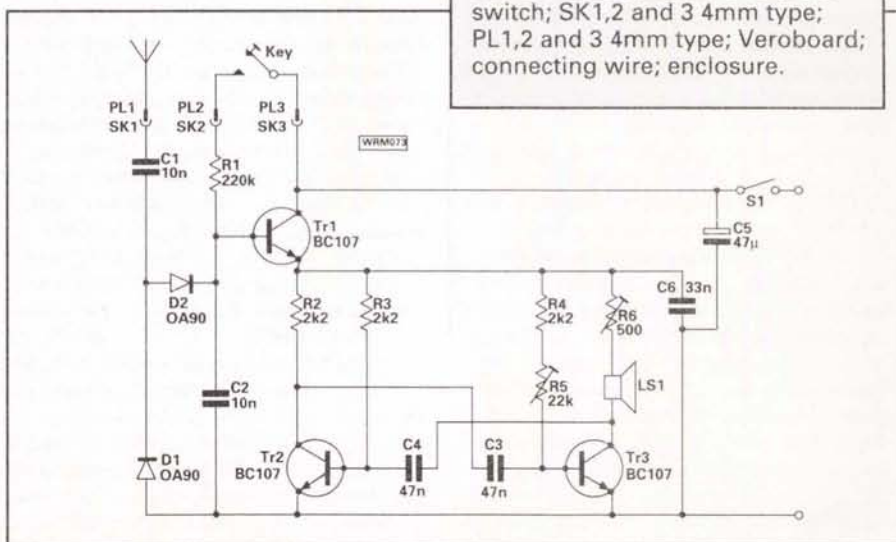 switch; SK1,2 and 3 4mm type;
PL1,2 and 3 4mm type; Veroboard;
connecting wire; enclosure.
Key
PL1
SK1
PL2
SK2
PL3
SK3
WRM073
C1
10n
R1
220k
Tr1
BC107
S1
C5
47μ
D2
OA90
R2
2k2
R3
2k2
R4
2k2
R6
500
C6 33n
C2
10n
R5
22k
LS1
D1
OA90
Tr2
BC107
C4
47n
C3
47n
Tr3
BC107